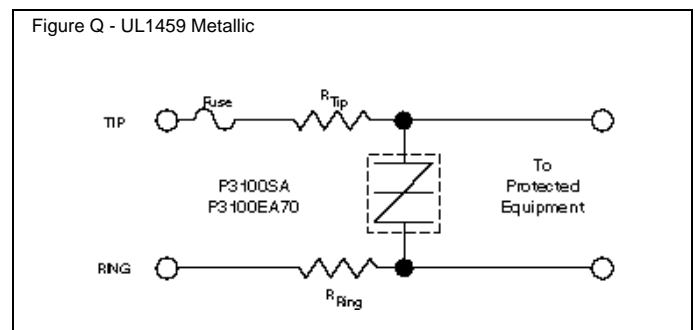 Figure Q - UL1459 Metallic
Fuse
RTip
TIP
P3100SA
P3100EA70
To
Protected
Equipment
RING
RRing